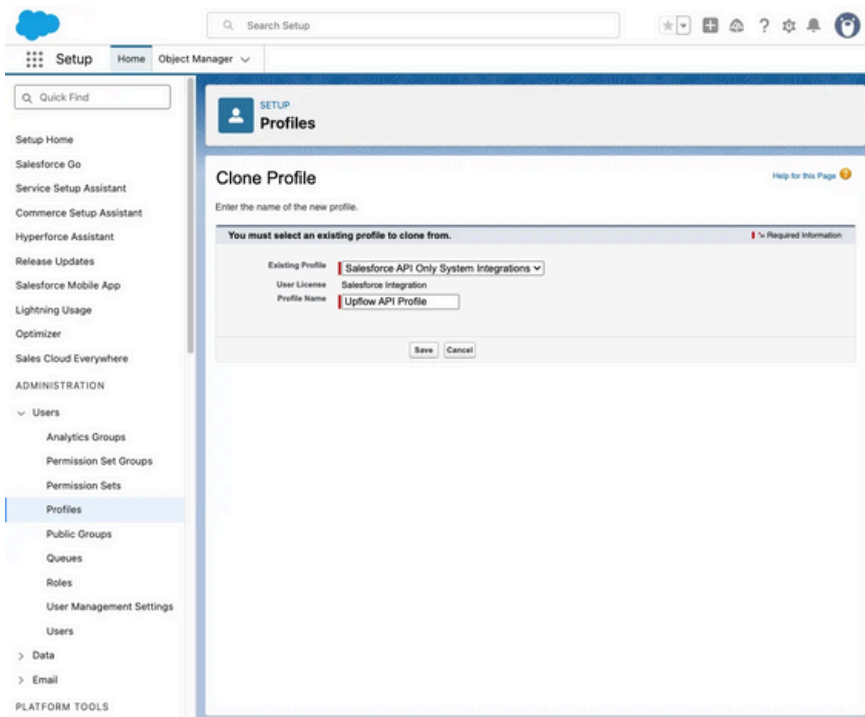 Search Setup
Setup
Home
Object Manager
Quick Find
Setup Home
Salesforce Go
Service Setup Assistant
Commerce Setup Assistant
Hyperforce Assistant
Release Updates
Salesforce Mobile App
Lightning Usage
Optimizer
Sales Cloud Everywhere
ADMINISTRATION
Users
Analytics Groups
Permission Set Groups
Permission Sets
Profiles
Public Groups
Queues
Roles
User Management Settings
Users
Data
Email
PLATFORM TOOLS
SETUP
Profiles
Clone Profile
Help for this Page
Enter the name of the new profile.
You must select an existing profile to clone from.
= Required Information
Existing Profile Salesforce API Only System Integrations
User License Salesforce Integration
Profile Name Upflow API Profile
Save Cancel